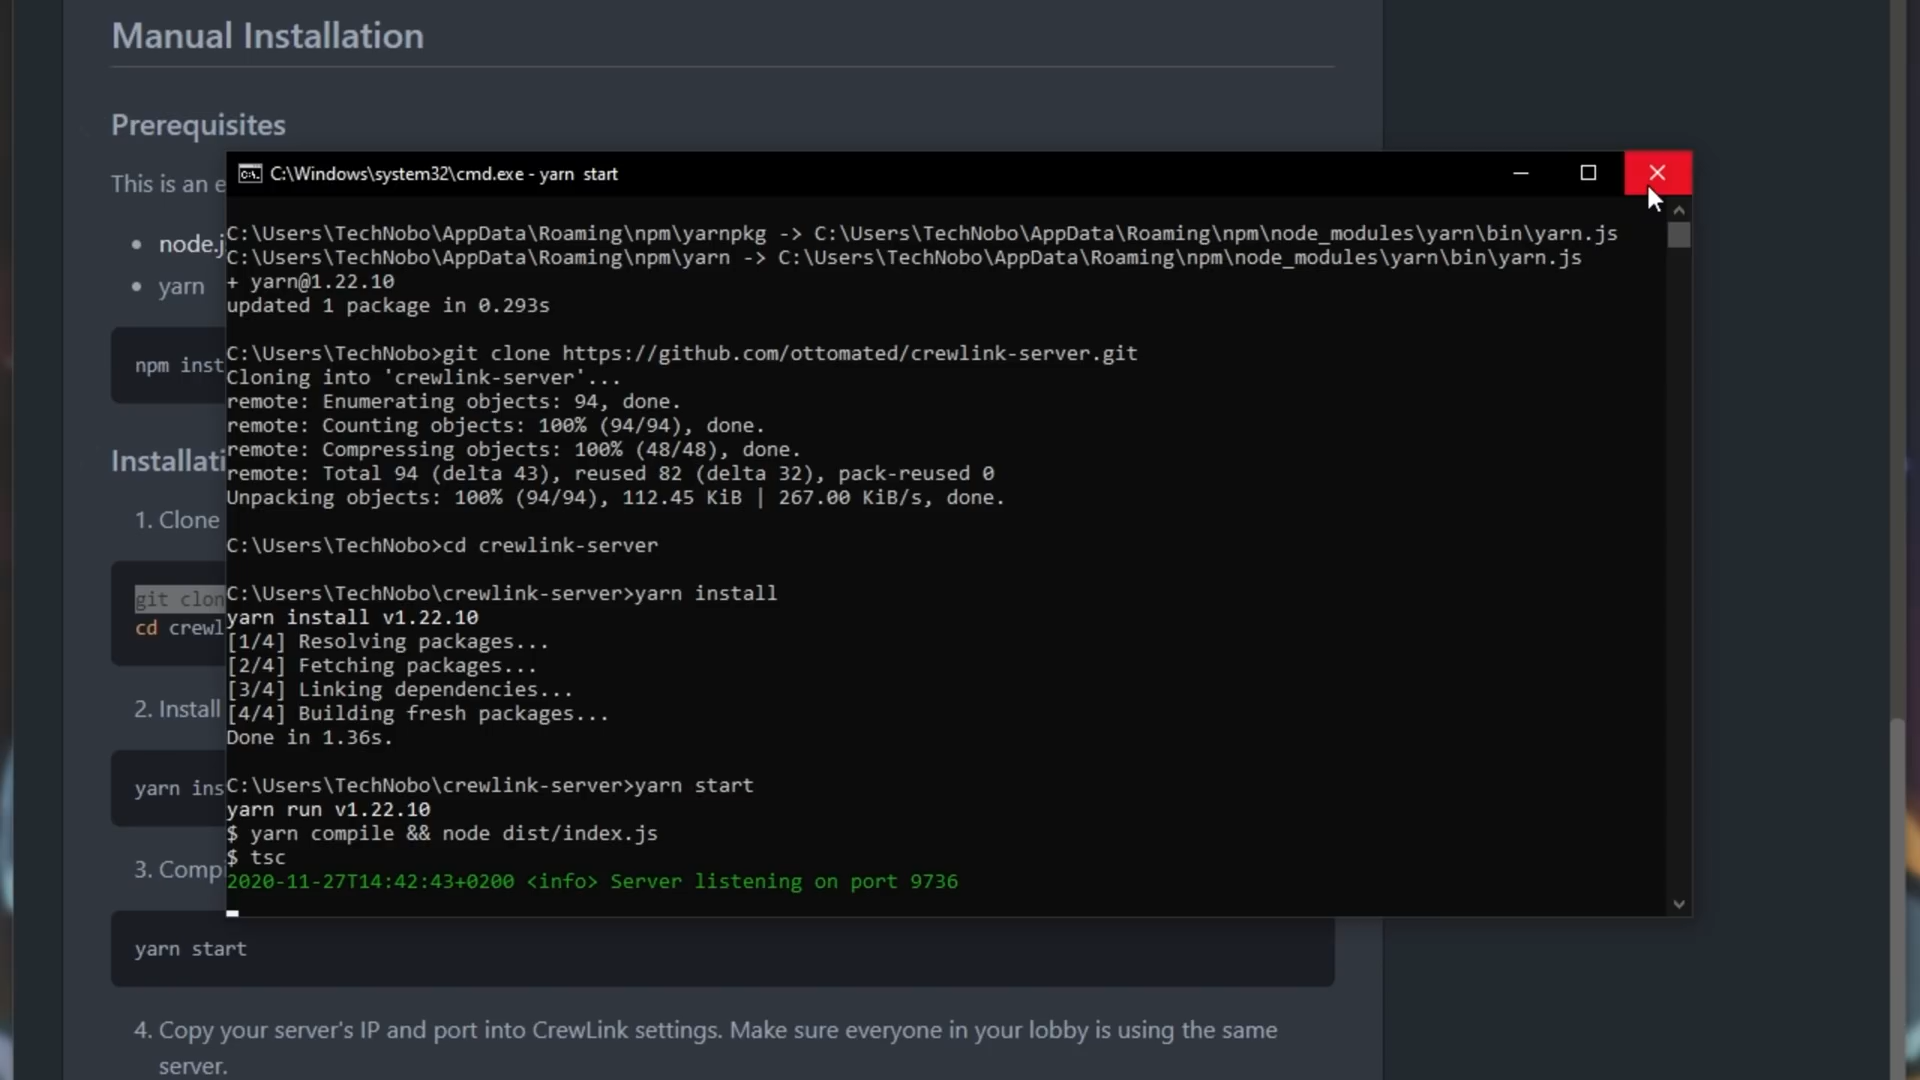 Manual Installation
Prerequisites
This is an e
node.j
yarn
npm inst
Installati
1. Clone
git clon
cd crewl
2. Install
yarn ins
3. Comp
yarn start
4. Copy your server's IP and port into CrewLink settings. Make sure everyone in your lobby is using the same
server.
C:\Windows\system32\cmd.exe - yarn  start
C:\Users\TechNobo\AppData\Roaming\npm\yarnpkg -> C:\Users\TechNobo\AppData\Roaming\npm\node_modules\yarn\bin\yarn.js
C:\Users\TechNobo\AppData\Roaming\npm\yarn -> C:\Users\TechNobo\AppData\Roaming\npm\node_modules\yarn\bin\yarn.js
+ yarn@1.22.10
updated 1 package in 0.293s
C:\Users\TechNobo>git clone https://github.com/ottomated/crewlink-server.git
Cloning into 'crewlink-server'...
remote: Enumerating objects: 94, done.
remote: Counting objects: 100% (94/94), done.
remote: Compressing objects: 100% (48/48), done.
remote: Total 94 (delta 43), reused 82 (delta 32), pack-reused 0
Unpacking objects: 100% (94/94), 112.45 KiB | 267.00 KiB/s, done.
C:\Users\TechNobo>cd crewlink-server
C:\Users\TechNobo\crewlink-server>yarn install
yarn install v1.22.10
[1/4] Resolving packages...
[2/4] Fetching packages...
[3/4] Linking dependencies...
[4/4] Building fresh packages...
Done in 1.36s.
C:\Users\TechNobo\crewlink-server>yarn start
yarn run v1.22.10
$ yarn compile && node dist/index.js
$ tsc
2020-11-27T14:42:43+0200 <info> Server listening on port 9736